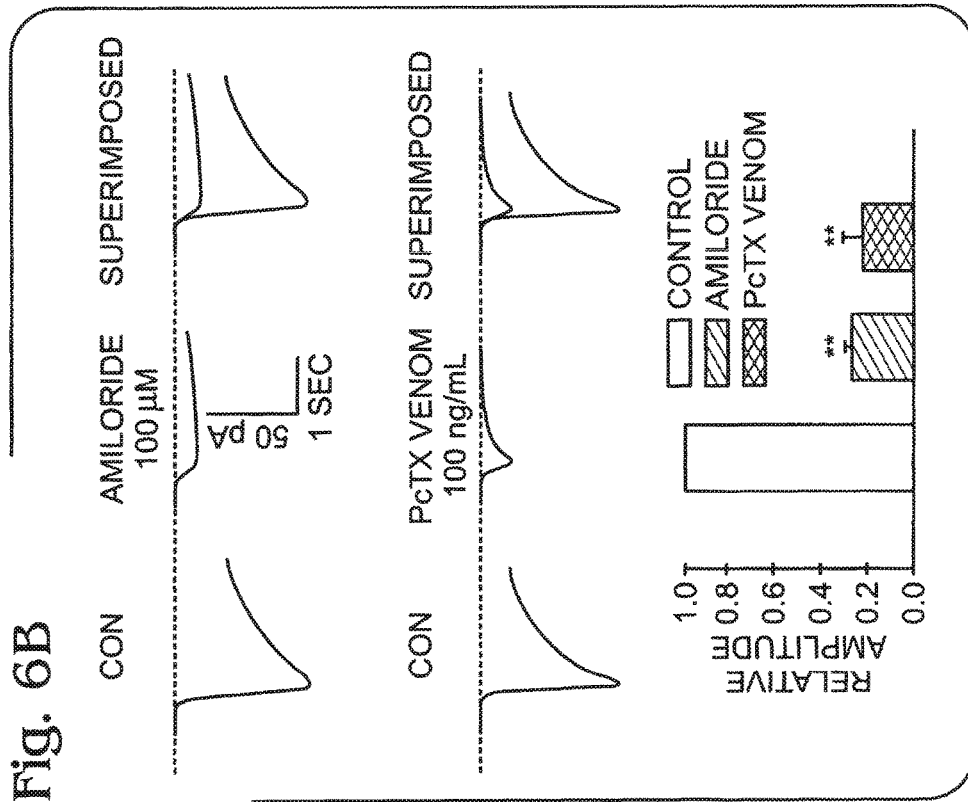 Fig. 6B
CON
AMILORIDE
100 µM
SUPERIMPOSED
50 pA
1 SEC
CON
PcTX VENOM
100 ng/mL
SUPERIMPOSED
RELATIVE
AMPLITUDE
1.0
0.8
0.6
0.4
0.2
0.0
CONTROL
AMILORIDE
PcTX VENOM
**
**